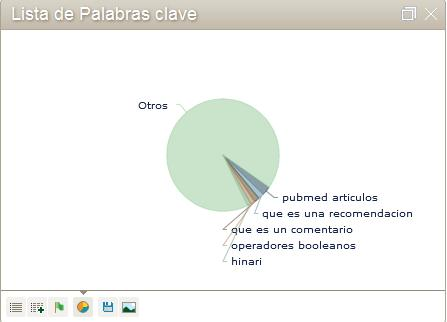 Lista de Palabras clave
Otros
pubmed articulos
que es una recomendacion
que es un comentario
operadores booleanos
hinari